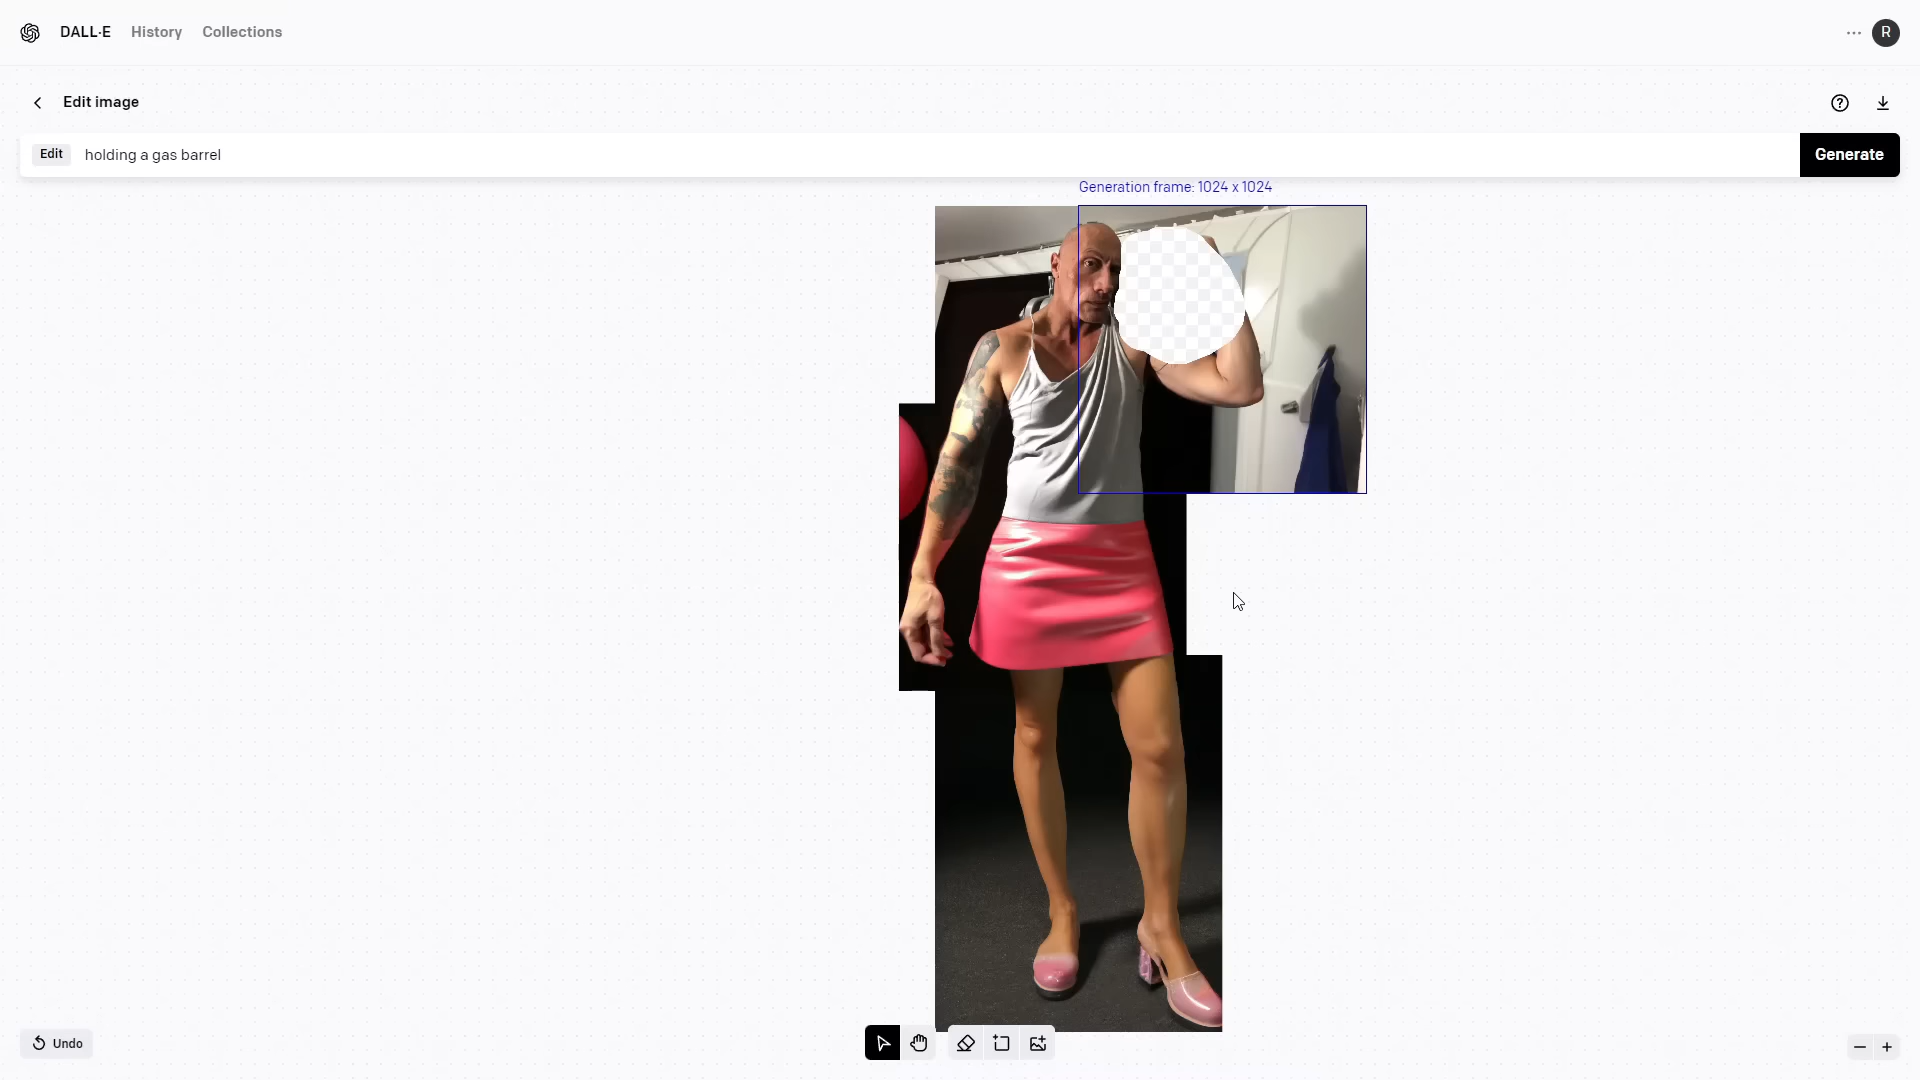 DALL·E History Collections
R
Edit image
Edit holding a gas barrel
Generate
Generation frame: 1024 x 1024
Undo